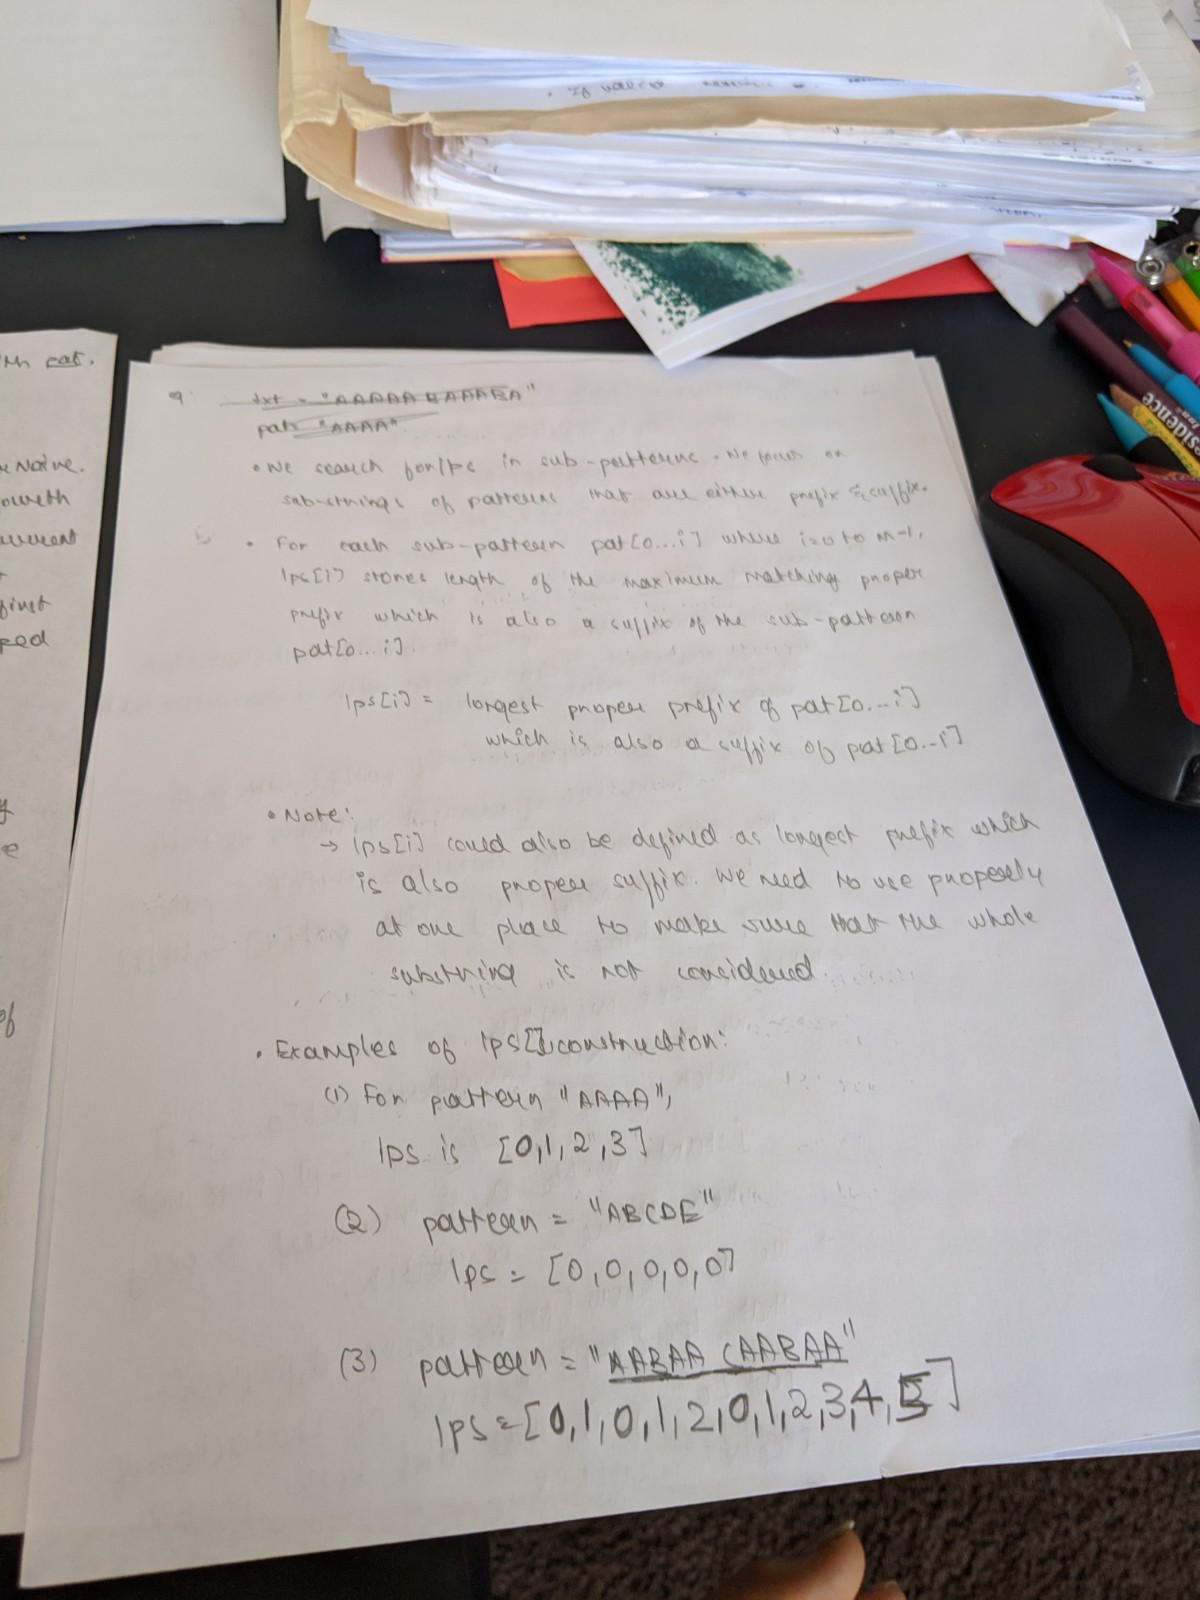 txt = "AAAAABAAABA"
pat= "AAAA".
• We search for lps in sub-patterns. We focus on
sub-strings of patterns that are either prefix & suffix.
• For each sub-pattern pat[0...i] where i=0 to m-1,
lps[i] stores length of the maximum matching proper
prefix which is also a suffix of the sub-pattern
pat[0...i].
lps[i] = longest proper prefix of pat[0...i]
which is also a suffix of pat[0..i]
• Note:
→ lps[i] could also be defined as longest prefix which
is also proper suffix. We need to use properly
at one place to make sure that the whole
substring is not considered.
• Examples of lps[] construction:
(1) For pattern "AAAA",
lps is [0,1,2,3]
(2) pattern = "ABCDE"
lps = [0,0,0,0,0]
(3) pattern = "AABAA CAABAA"
lps = [0,1,0,1,2,0,1,2,3,4,5]
th pat.
Naive.
ped
of
sidence